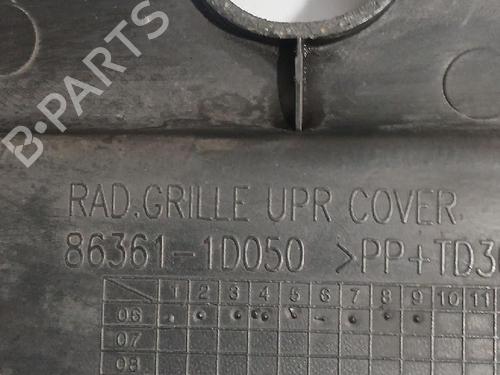 B-PARTS
RAD.GRILLE UPR COVER.
86361-1D050 >PP+TD3
1 2 3 4 5 6 7 8 9 10 11
06
07
08